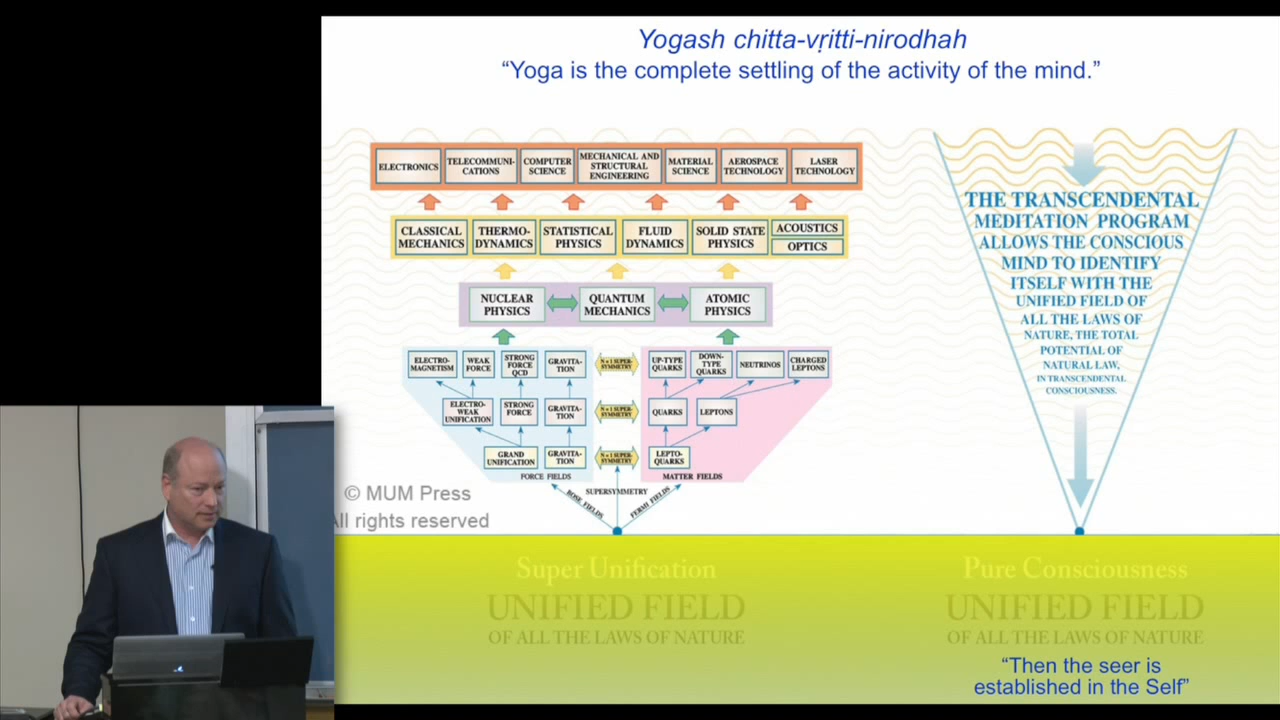 Yogash chitta-vṛitti-nirodhah
“Yoga is the complete settling of the activity of the mind.”
ELECTRONICS
TELECOMMUNI-
CATIONS
COMPUTER
SCIENCE
MECHANICAL AND
STRUCTURAL
ENGINEERING
MATERIAL
SCIENCE
AEROSPACE
TECHNOLOGY
LASER
TECHNOLOGY
CLASSICAL
MECHANICS
THERMO-
DYNAMICS
STATISTICAL
PHYSICS
FLUID
DYNAMICS
SOLID STATE
PHYSICS
ACOUSTICS
OPTICS
NUCLEAR
PHYSICS
QUANTUM
MECHANICS
ATOMIC
PHYSICS
ELECTRO-
MAGNETISM
WEAK
FORCE
STRONG
FORCE
QCD
GRAVITA-
TION
N = 1 SUPER-
SYMMETRY
UP-TYPE
QUARKS
DOWN-
TYPE
QUARKS
NEUTRINOS
CHARGED
LEPTONS
ELECTRO-
WEAK
UNIFICATION
STRONG
FORCE
GRAVITA-
TION
N = 1 SUPER-
SYMMETRY
QUARKS
LEPTONS
GRAND
UNIFICATION
GRAVITA-
TION
N = 1 SUPER-
SYMMETRY
LEPTO-
QUARKS
FORCE FIELDS
MATTER FIELDS
BOSE FIELDS
SUPERSYMMETRY
FERMI FIELDS
© MUM Press
All rights reserved
Super Unification
UNIFIED FIELD
OF ALL THE LAWS OF NATURE
THE TRANSCENDENTAL
MEDITATION PROGRAM
ALLOWS THE CONSCIOUS
MIND TO IDENTIFY
ITSELF WITH THE
UNIFIED FIELD OF
ALL THE LAWS OF
NATURE, THE TOTAL
POTENTIAL OF
NATURAL LAW,
IN TRANSCENDENTAL
CONSCIOUSNESS.
Pure Consciousness
UNIFIED FIELD
OF ALL THE LAWS OF NATURE
“Then the seer is
established in the Self”